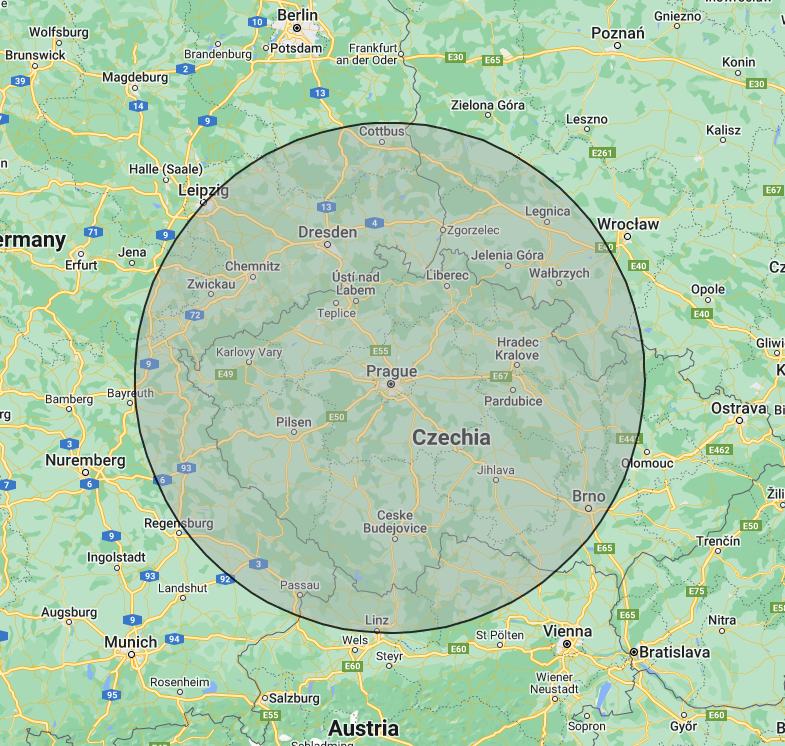 Berlin
Wolfsburg
10
Gniezno
Poznań
Brandenburg
Potsdam
Frankfurt
an der Oder
Brunswick
E30
E65
Konin
2
39
Magdeburg
E30
13
14
Zielona Góra
9
Leszno
Cottbus
Kalisz
E261
Halle (Saale)
Leipzig
E67
13
4
Legnica
Wrocław
71
9
Dresden
Zgorzelec
ermany
E40
Jena
Erfurt
Jelenia Góra
Chemnitz
Liberec
Wałbrzych
Cz
Zwickau
Ústí nad
Labem
Opole
Teplice
72
E40
Hradec
Kralove
Gliwi
Karlovy Vary
E55
9
Prague
E49
E67
K
Bayreuth
Bamberg
Pardubice
Ostrava
Bi
rg
E50
Pilsen
Czechia
3
E462
Nuremberg
Olomouc
93
Jihlava
7
6
6
Brno
Žili
Ceske
Budejovice
Regensburg
E50
9
Trenčín
E65
Ingolstadt
3
93
92
Passau
E75
Landshut
E5
Augsburg
9
Linz
E65
Nitra
Munich
94
Wels
St Pölten
Vienna
E60
Bratislava
Steyr
E60
Rosenheim
95
Wiener
Neustadt
Salzburg
E55
Sopron
Győr
E60
Austria
B
Schladming